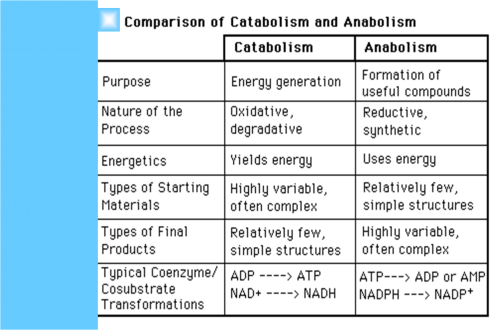 Comparison of Catabolism and Anabolism
Catabolism Anabolism
Purpose Energy generation Formation of
useful compounds
Nature of the Oxidative, Reductive,
Process degradative synthetic
Energetics Yields energy Uses energy
Types of Starting Highly variable, Relatively few,
Materials often complex simple structures
Types of Final Relatively few, Highly variable,
Products simple structures often complex
Typical Coenzyme/ ADP ----> ATP ATP---> ADP or AMP
Cosubstrate NAD+ ----> NADH NADPH ---> NADP⁺
Transformations